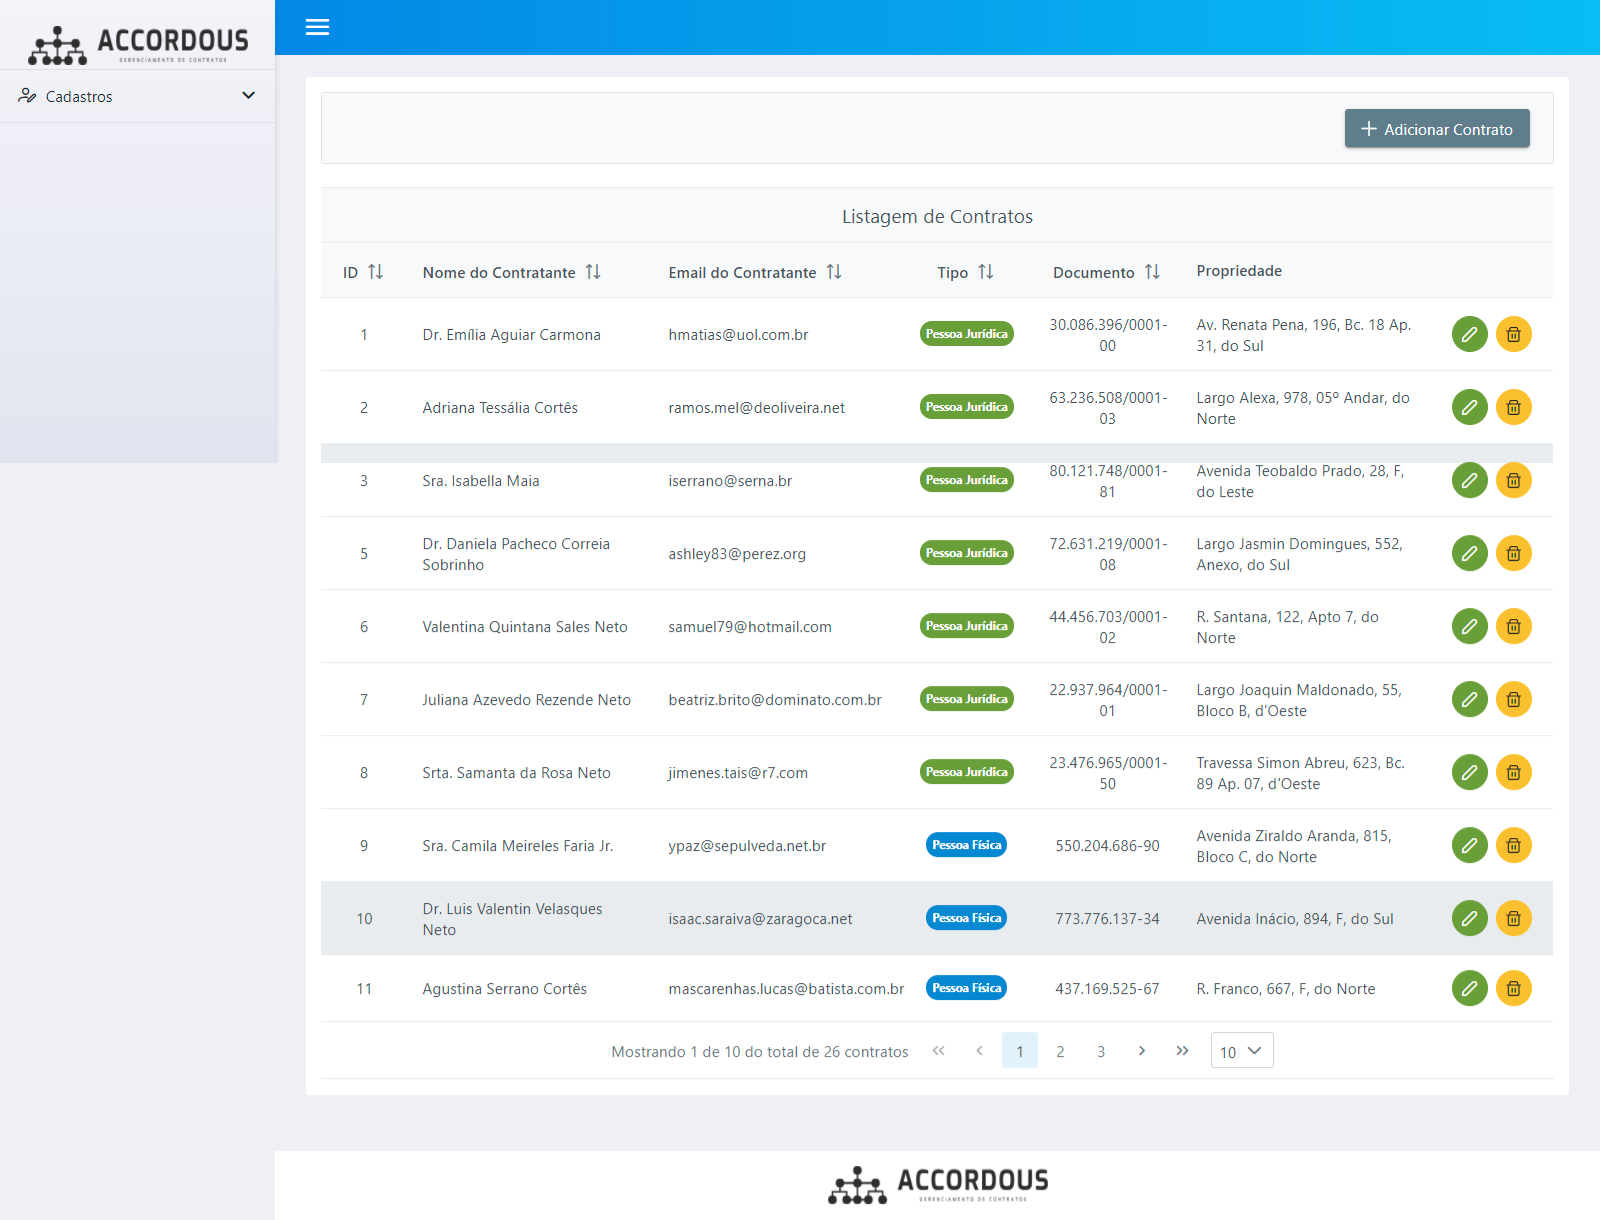 ACCORDOUS
GERENCIAMENTO DE CONTRATOS
Cadastros
Adicionar Contrato
Listagem de Contratos
ID Nome do Contratante Email do Contratante Tipo Documento Propriedade
1 Dr. Emília Aguiar Carmona hmatias@uol.com.br Pessoa Jurídica 30.086.396/0001- Av. Renata Pena, 196, Bc. 18 Ap.
00 31, do Sul
2 Adriana Tessália Cortês ramos.mel@deoliveira.net Pessoa Jurídica 63.236.508/0001- Largo Alexa, 978, 05º Andar, do
03 Norte
3 Sra. Isabella Maia iserrano@serna.br Pessoa Jurídica 80.121.748/0001- Avenida Teobaldo Prado, 28, F,
81 do Leste
5 Dr. Daniela Pacheco Correia ashley83@perez.org Pessoa Jurídica 72.631.219/0001- Largo Jasmin Domingues, 552,
Sobrinho 08 Anexo, do Sul
6 Valentina Quintana Sales Neto samuel79@hotmail.com Pessoa Jurídica 44.456.703/0001- R. Santana, 122, Apto 7, do
02 Norte
7 Juliana Azevedo Rezende Neto beatriz.brito@dominato.com.br Pessoa Jurídica 22.937.964/0001- Largo Joaquin Maldonado, 55,
01 Bloco B, d'Oeste
8 Srta. Samanta da Rosa Neto jimenes.tais@r7.com Pessoa Jurídica 23.476.965/0001- Travessa Simon Abreu, 623, Bc.
50 89 Ap. 07, d'Oeste
9 Sra. Camila Meireles Faria Jr. ypaz@sepulveda.net.br Pessoa Física 550.204.686-90 Avenida Ziraldo Aranda, 815,
Bloco C, do Norte
10 Dr. Luis Valentin Velasques isaac.saraiva@zaragoca.net Pessoa Física 773.776.137-34 Avenida Inácio, 894, F, do Sul
Neto
11 Agustina Serrano Cortês mascarenhas.lucas@batista.com.br Pessoa Física 437.169.525-67 R. Franco, 667, F, do Norte
Mostrando 1 de 10 do total de 26 contratos 1 2 3 10
ACCORDOUS
GERENCIAMENTO DE CONTRATOS